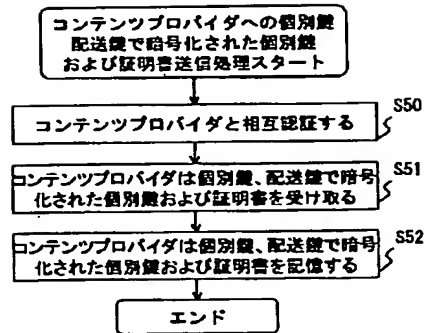 コンテンツプロバイダへの個別鍵
配送鍵で暗号化された個別鍵
および証明書送信処理スタート
S50
コンテンツプロバイダと相互認証する
S51
コンテンツプロバイダは個別鍵、配送鍵で暗号
化された個別鍵および証明書を受け取る
S52
コンテンツプロバイダは個別鍵、配送鍵で暗号
化された個別鍵および証明書を記憶する
エンド